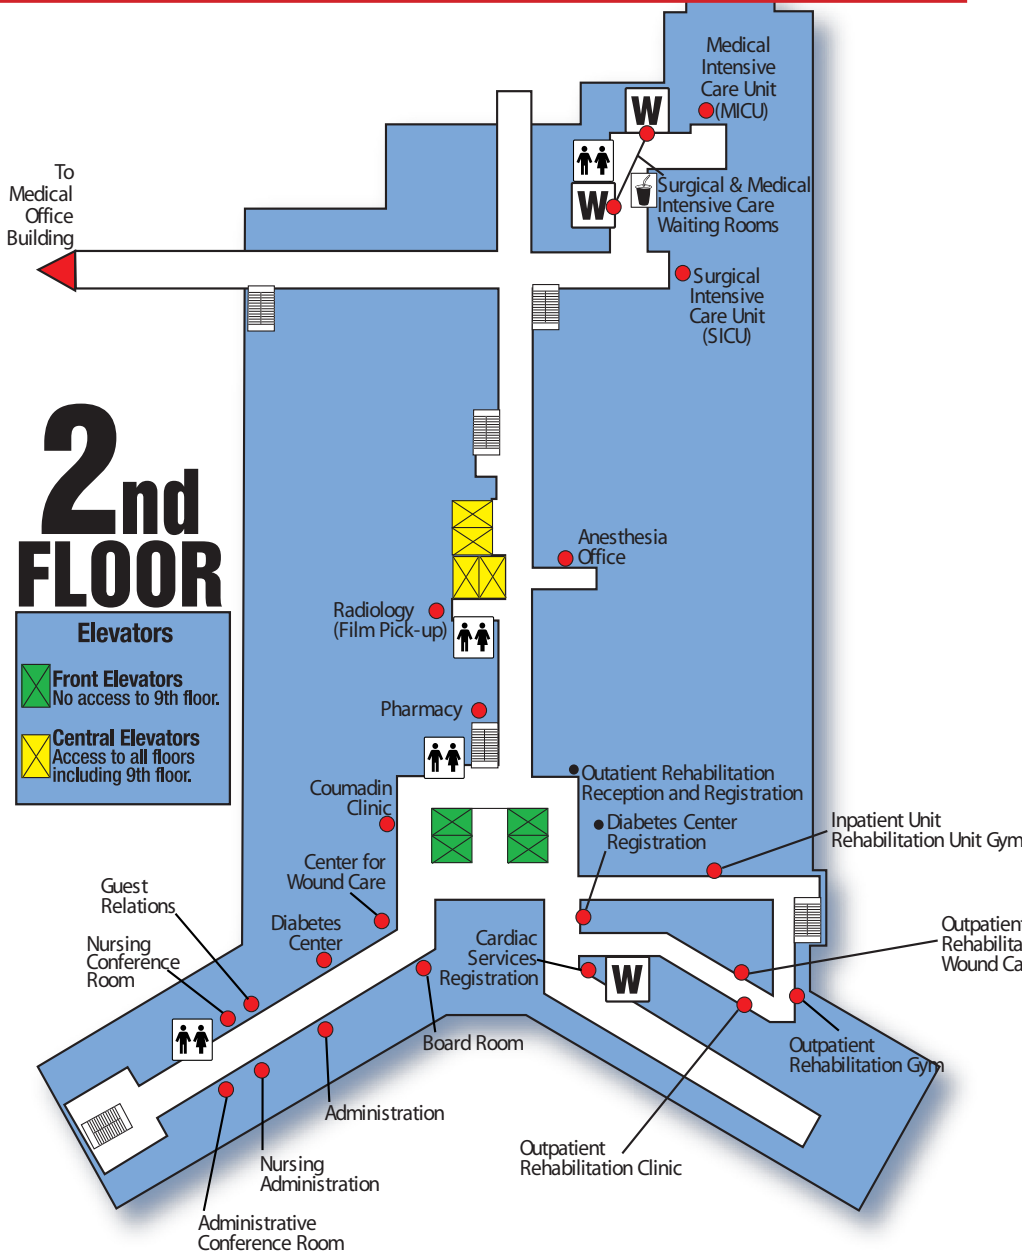 Medical
Intensive
Care Unit
(MICU)
W
W
Surgical & Medical
Intensive Care
Waiting Rooms
To
Medical
Office
Building
Surgical
Intensive
Care Unit
(SICU)
2nd
FLOOR
Elevators
Front Elevators
No access to 9th floor.
Central Elevators
Access to all floors
including 9th floor.
Anesthesia
Office
Radiology
(Film Pick-up)
Pharmacy
Coumadin
Clinic
Outatient Rehabilitation
Reception and Registration
Diabetes Center
Registration
Inpatient Unit
Rehabilitation Unit Gym
Center for
Wound Care
Guest
Relations
Diabetes
Center
Nursing
Conference
Room
Cardiac
Services
Registration
W
Outpatient
Rehabilita
Wound Ca
Board Room
Outpatient
Rehabilitation Gym
Administration
Outpatient
Rehabilitation Clinic
Nursing
Administration
Administrative
Conference Room